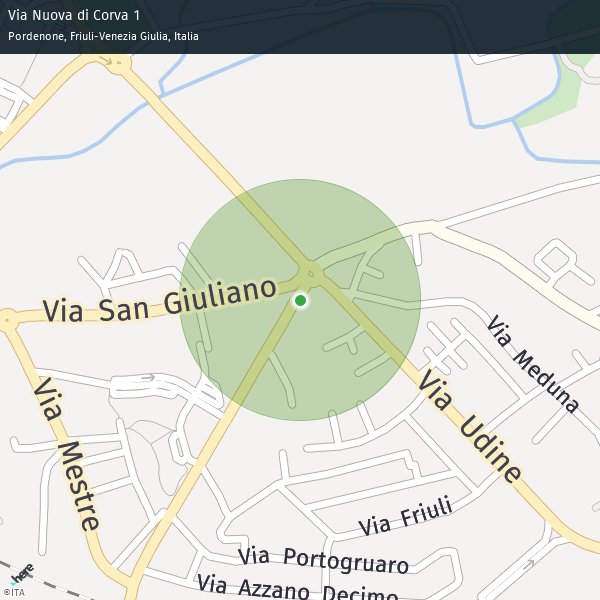 Via Nuova di Corva 1
Pordenone, Friuli-Venezia Giulia, Italia
Via San Giuliano
Via Meduna
Via Mestre
Via Udine
Via Friuli
Via Portogruaro
Via Azzano Decimo
here
©ITA